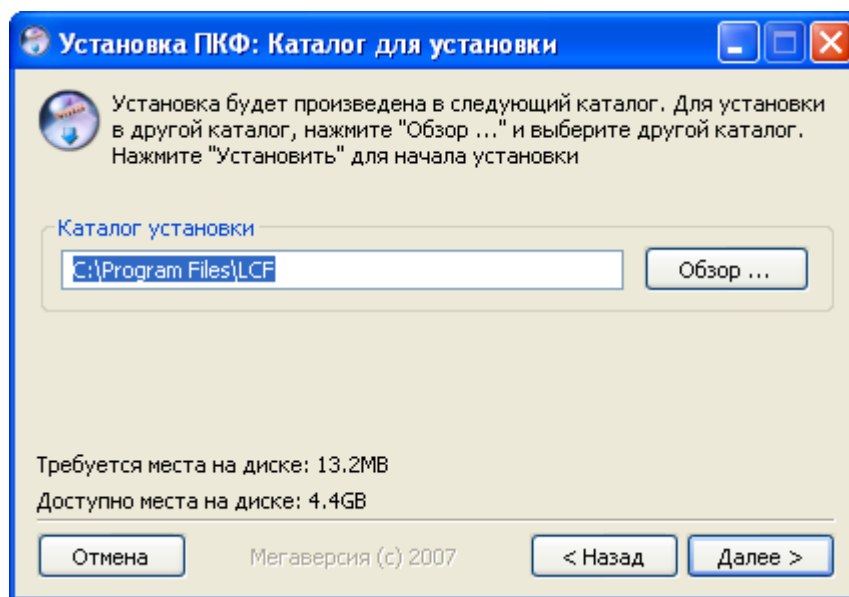 Установка ПКФ: Каталог для установки
Установка будет произведена в следующий каталог. Для установки
в другой каталог, нажмите "Обзор ..." и выберите другой каталог.
Нажмите "Установить" для начала установки
Каталог установки
C:\Program Files\LCF
Обзор ...
Требуется места на диске: 13.2MB
Доступно места на диске: 4.4GB
Отмена
Мегаверсия (c) 2007
< Назад
Далее >